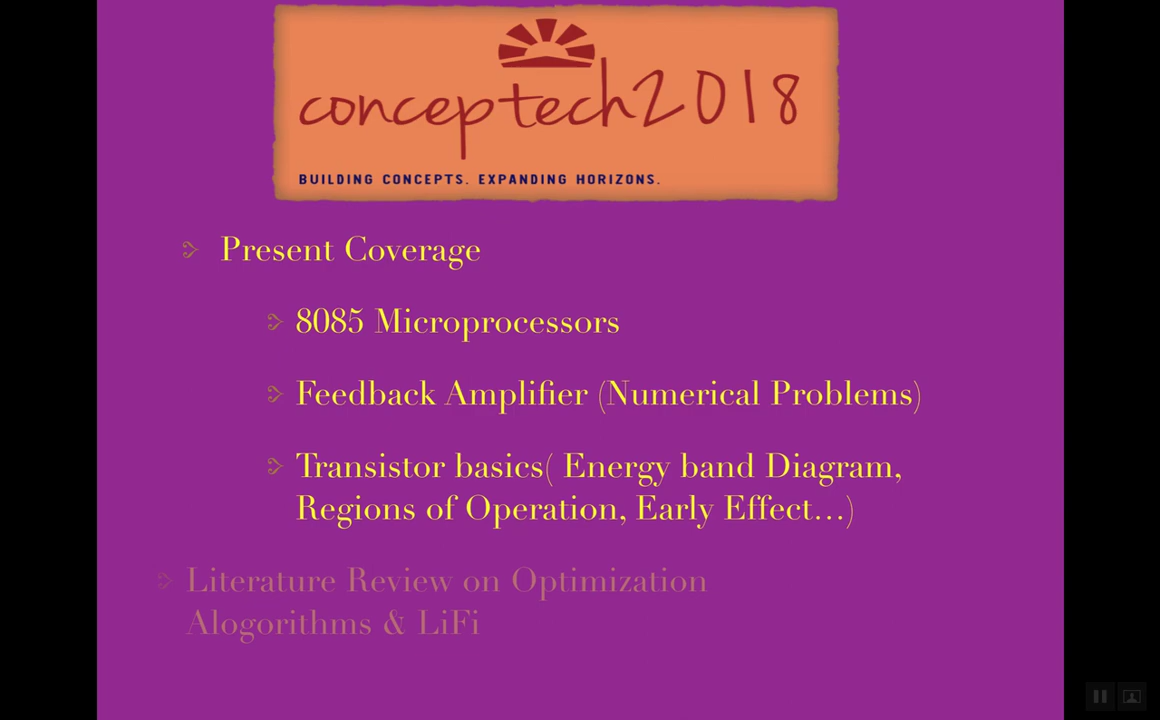 conceptech2018
BUILDING CONCEPTS. EXPANDING HORIZONS.
Present Coverage
8085 Microprocessors
Feedback Amplifier (Numerical Problems)
Transistor basics( Energy band Diagram,
Regions of Operation, Early Effect...)
Literature Review on Optimization
Alogorithms & LiFi